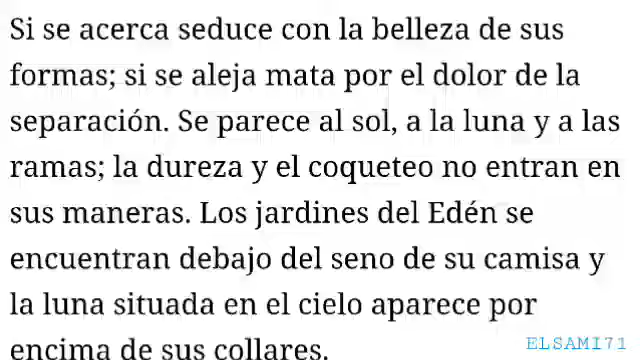 Si se acerca seduce con la belleza de sus
formas; si se aleja mata por el dolor de la
separación. Se parece al sol, a la luna y a las
ramas; la dureza y el coqueteo no entran en
sus maneras. Los jardines del Edén se
encuentran debajo del seno de su camisa y
la luna situada en el cielo aparece por
encima de sus collares.
ELSAMI71